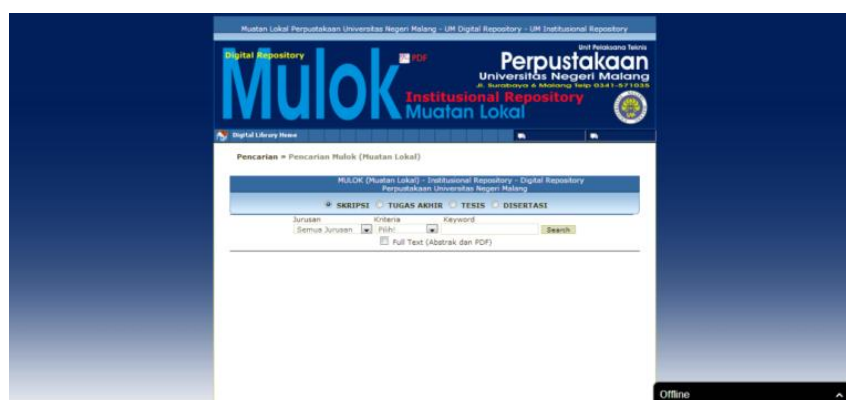 Muatan Lokal Perpustakaan Universitas Negeri Malang - UM Digital Repository - UM Institusional Repository
Unit Pelaksana Teknis
Digital Repository
PDF
Perpustakaan
Mulok
Universitas Negeri Malang
Jl. Surabaya 6 Malang Telp 0341-571035
Institusional Repository
Muatan Lokal
Digital Library Home
Pencarian » Pencarian Mulok (Muatan Lokal)
MULOK (Muatan Lokal) - Institusional Repository - Digital Repository
Perpustakaan Universitas Negeri Malang
SKRIPSI TUGAS AKHIR TESIS DISERTASI
Jurusan Kriteria Keyword
Semua Jurusan Pilih! Search
Full Text (Abstrak dan PDF)
Offline